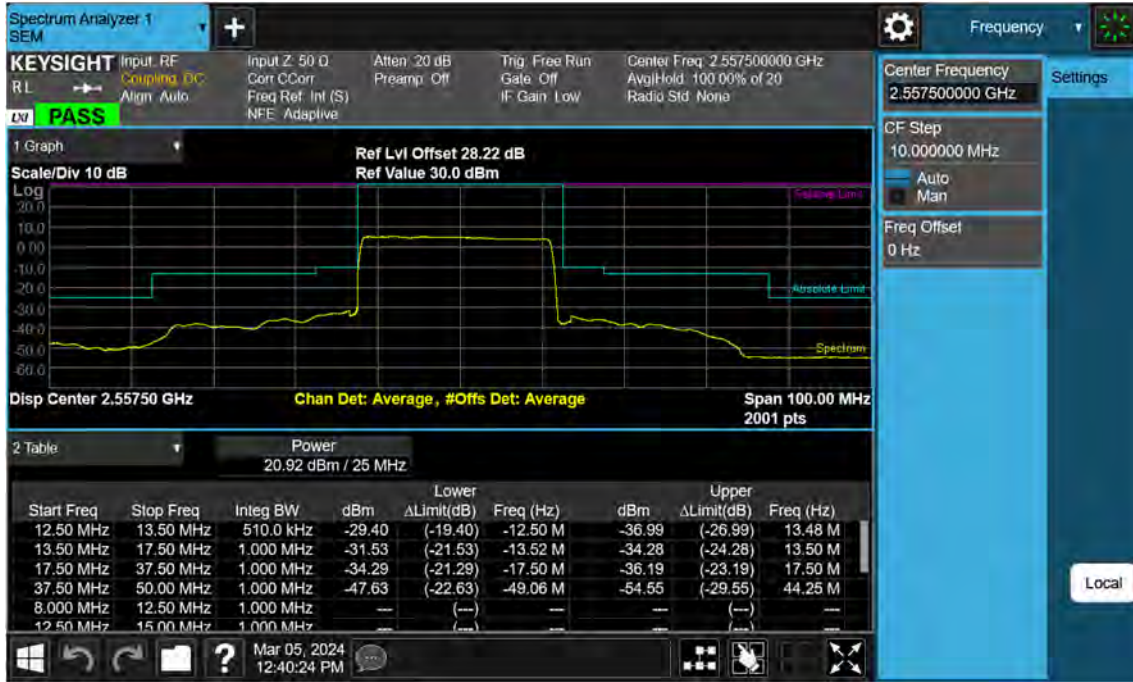 Spectrum Analyzer 1
SEM
+
Frequency
KEYSIGHT Input: RF Input Z: 50 Ω Atten: 20 dB Trig: Free Run Center Freq: 2.557500000 GHz
RL Coupling: DC Corr CCorr Preamp: Off Gate: Off Avg|Hold: 100.00% of 20
Align: Auto Freq Ref: Int (S) IF Gain: Low Radio Std: None
NFE: Adaptive
LXI PASS
Center Frequency
2.557500000 GHz
Settings
CF Step
10.000000 MHz
Auto
Man
Freq Offset
0 Hz
1 Graph
Ref Lvl Offset 28.22 dB
Scale/Div 10 dB Ref Value 30.0 dBm
Log
Relative Limit
20.0
10.0
0.00
-10.0
-20.0
Absolute Limit
-30.0
-40.0
-50.0
Spectrum
-60.0
Disp Center 2.55750 GHz Chan Det: Average, #Offs Det: Average Span 100.00 MHz
2001 pts
2 Table Power
20.92 dBm / 25 MHz
Lower Upper
Start Freq Stop Freq Integ BW dBm ΔLimit(dB) Freq (Hz) dBm ΔLimit(dB) Freq (Hz)
12.50 MHz 13.50 MHz 510.0 kHz -29.40 (-19.40) -12.50 M -36.99 (-26.99) 13.48 M
13.50 MHz 17.50 MHz 1.000 MHz -31.53 (-21.53) -13.52 M -34.28 (-24.28) 13.50 M
17.50 MHz 37.50 MHz 1.000 MHz -34.29 (-21.29) -17.50 M -36.19 (-23.19) 17.50 M
37.50 MHz 50.00 MHz 1.000 MHz -47.63 (-22.63) -49.06 M -54.55 (-29.55) 44.25 M
8.000 MHz 12.50 MHz 1.000 MHz --- (---) --- --- (---) ---
12.50 MHz 15.00 MHz 1.000 MHz --- (---) --- --- (---) ---
Local
? Mar 05, 2024
12:40:24 PM